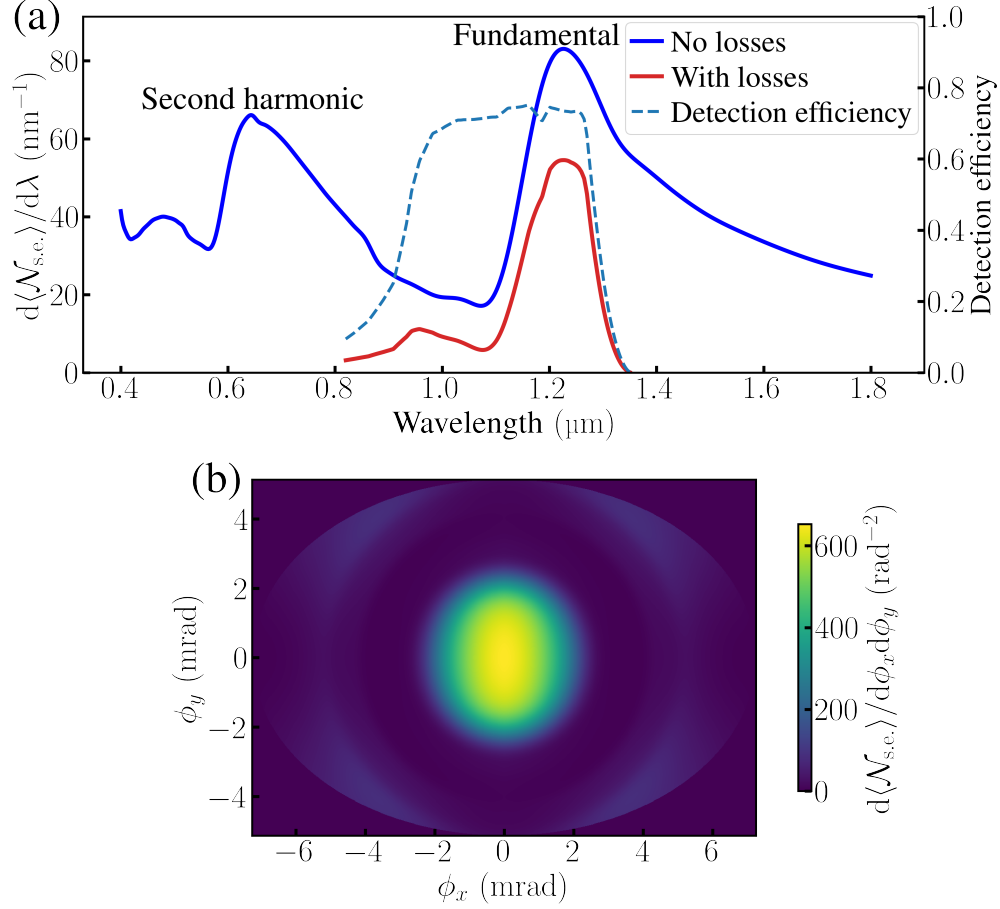 (a)
Fundamental
Second harmonic
No losses
With losses
Detection efficiency
d⟨𝒩s.e.⟩/dλ (nm⁻¹)
80
60
40
20
0
1.0
0.8
0.6
0.4
0.2
0.0
Detection efficiency
0.4 0.6 0.8 1.0 1.2 1.4 1.6 1.8
Wavelength (µm)
(b)
ϕy (mrad)
4
2
0
−2
−4
−6 −4 −2 0 2 4 6
ϕx (mrad)
600
400
200
0
d⟨𝒩s.e.⟩/dϕxdϕy (rad⁻²)